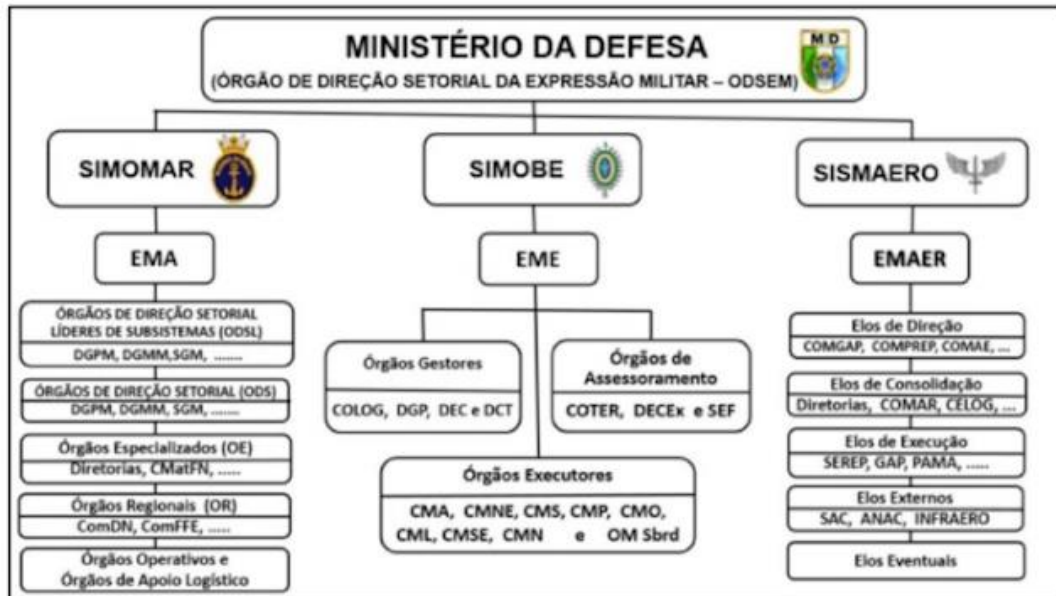 MINISTÉRIO DA DEFESA
MD
(ÓRGÃO DE DIREÇÃO SETORIAL DA EXPRESSÃO MILITAR – ODSEM)
SIMOMAR
SIMOBE
SISMAERO
EMA
EME
EMAER
ÓRGÃOS DE DIREÇÃO SETORIAL
LÍDERES DE SUBSISTEMAS (ODSL)
DGPM, DGMM,SGM, .......
ÓRGÃOS DE DIREÇÃO SETORIAL (ODS)
DGPM, DGMM, SGM, ........
Órgãos Especializados (OE)
Diretorias, CMatFN, .....
Órgãos Regionais (OR)
ComDN, ComFFE, .....
Órgãos Operativos e
Órgãos de Apoio Logístico
Órgãos Gestores
COLOG, DGP, DEC e DCT
Órgãos de
Assessoramento
COTER, DECEx e SEF
Órgãos Executores
CMA, CMNE, CMS, CMP, CMO,
CML, CMSE, CMN e OM Sbrd
Elos de Direção
COMGAP, COMPREP, COMAE, ...
Elos de Consolidação
Diretorias, COMAR, CELOG, ...
Elos de Execução
SEREP, GAP, PAMA, .....
Elos Externos
SAC, ANAC, INFRAERO
Elos Eventuais